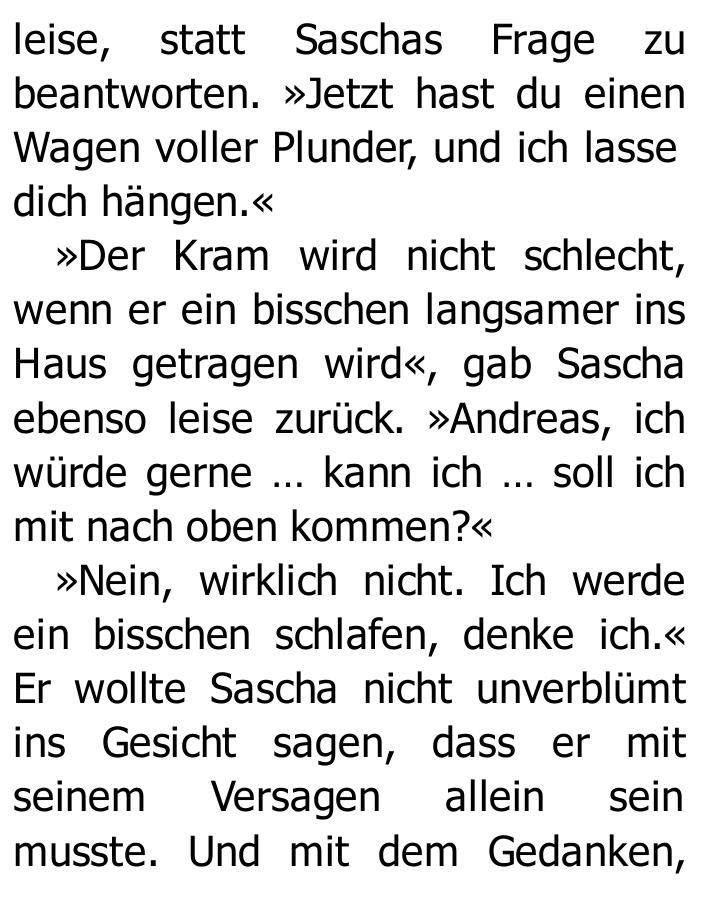 leise, statt Saschas Frage zu
beantworten. »Jetzt hast du einen
Wagen voller Plunder, und ich lasse
dich hängen.«
»Der Kram wird nicht schlecht,
wenn er ein bisschen langsamer ins
Haus getragen wird«, gab Sascha
ebenso leise zurück. »Andreas, ich
würde gerne … kann ich … soll ich
mit nach oben kommen?«
»Nein, wirklich nicht. Ich werde
ein bisschen schlafen, denke ich.«
Er wollte Sascha nicht unverblümt
ins Gesicht sagen, dass er mit
seinem Versagen allein sein
musste. Und mit dem Gedanken,